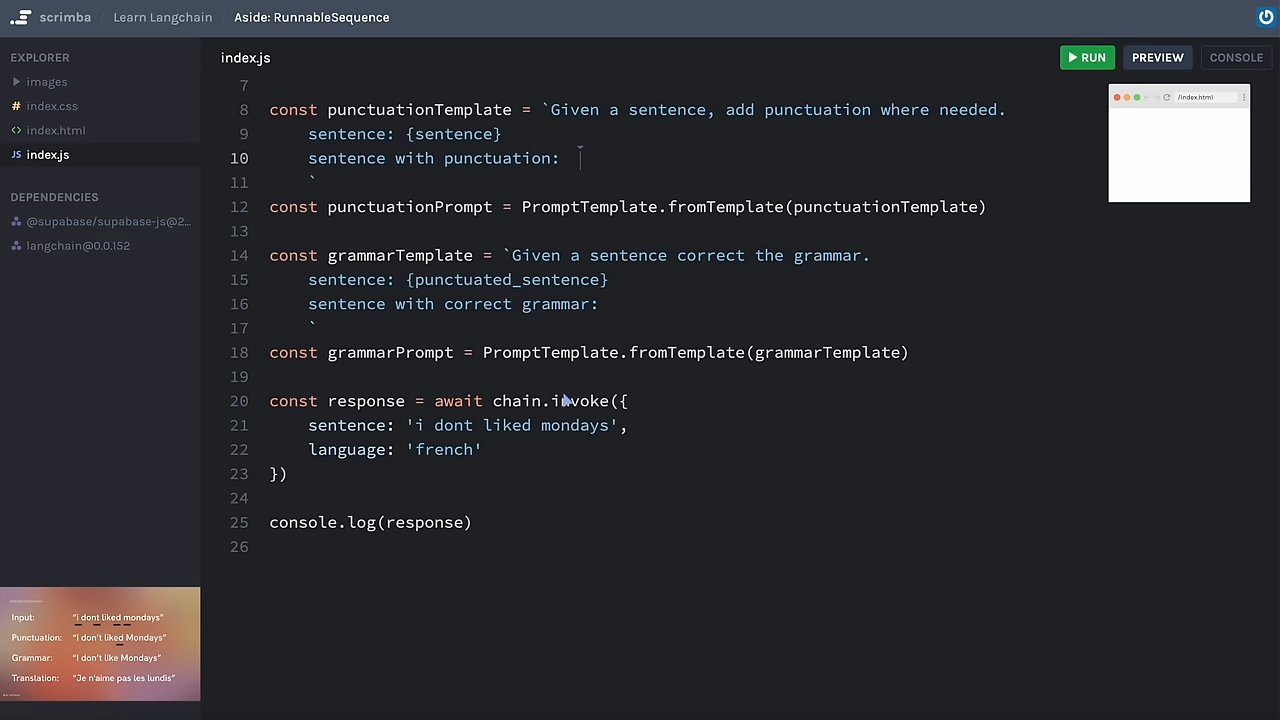 scrimba / Learn Langchain / Aside: RunnableSequence
EXPLORER
images
# index.css
<> index.html
JS index.js
DEPENDENCIES
@supabase/supabase-js@2...
langchain@0.0.152
index.js
RUN
PREVIEW
CONSOLE
/index.html
7
8 const punctuationTemplate = `Given a sentence, add punctuation where needed.
9 sentence: {sentence}
10 sentence with punctuation:
11 `
12 const punctuationPrompt = PromptTemplate.fromTemplate(punctuationTemplate)
13
14 const grammarTemplate = `Given a sentence correct the grammar.
15 sentence: {punctuated_sentence}
16 sentence with correct grammar:
17 `
18 const grammarPrompt = PromptTemplate.fromTemplate(grammarTemplate)
19
20 const response = await chain.invoke({
21 sentence: 'i dont liked mondays',
22 language: 'french'
23 })
24
25 console.log(response)
26
Input: "i dont liked mondays"
Punctuation: "I don't liked Mondays"
Grammar: "I don't like Mondays"
Translation: "Je n'aime pas les lundis"